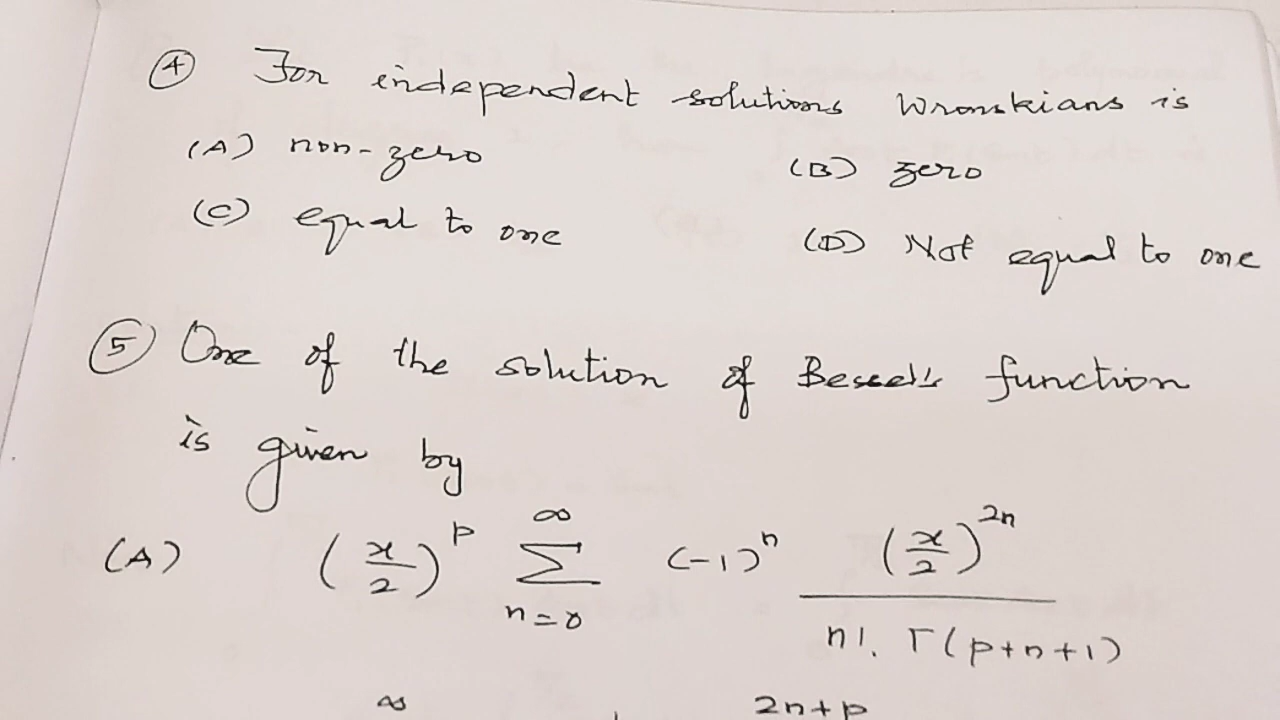 ④ For independent solutions Wronskians is
(A) non-zero (B) zero
(C) equal to one (D) Not equal to one
⑤ One of the solution of Bessel's function
is given by
(A) (x/2)^p ∑_{n=0}^{∞} (-1)^n (x/2)^{2n} / n!. Γ(p+n+1)
∞ 2n+p